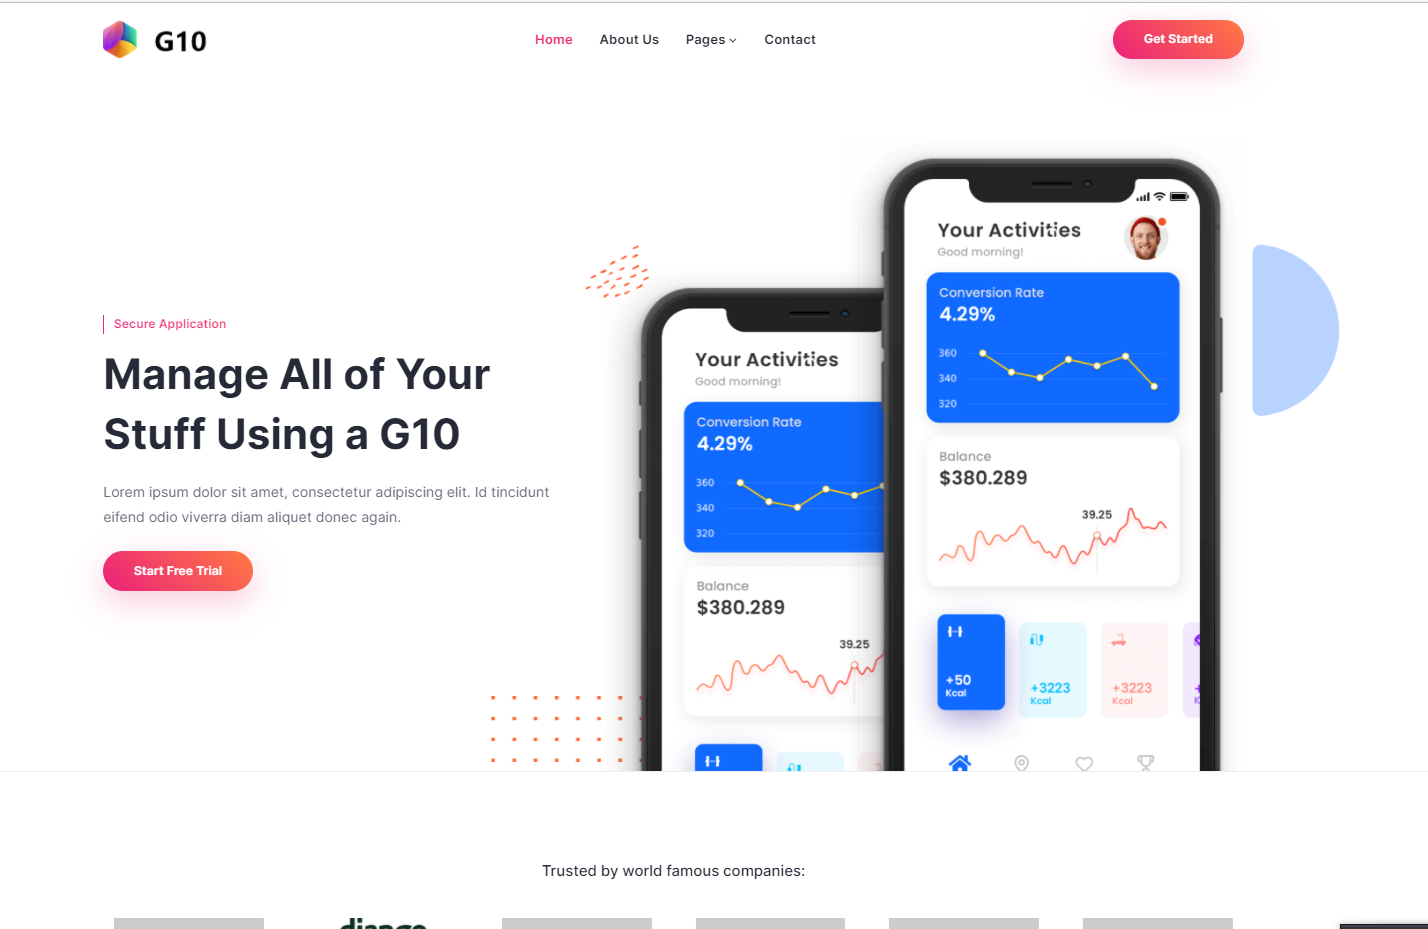 G10
Home
About Us
Pages
Contact
Get Started
Secure Application
Manage All of Your
Stuff Using a G10
Lorem ipsum dolor sit amet, consectetur adipiscing elit. Id tincidunt
eifend odio viverra diam aliquet donec again.
Start Free Trial
Your Activities
Good morning!
Conversion Rate
4.29%
360
340
320
Balance
$380.289
39.25
Your Activities
Good morning!
Conversion Rate
4.29%
360
340
320
Balance
$380.289
39.25
+50
Kcal
+3223
Kcal
+3223
Kcal
Trusted by world famous companies: